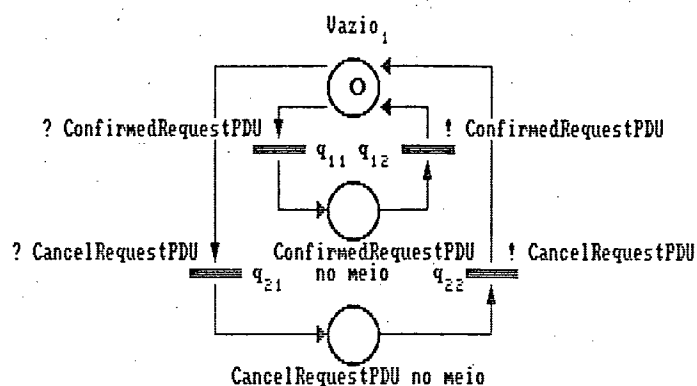 Vazio₁
O
? ConfirmedRequestPDU
! ConfirmedRequestPDU
q₁₁ q₁₂
? CancelRequestPDU
ConfirmedRequestPDU
no meio
! CancelRequestPDU
q₂₁
q₂₂
CancelRequestPDU no meio